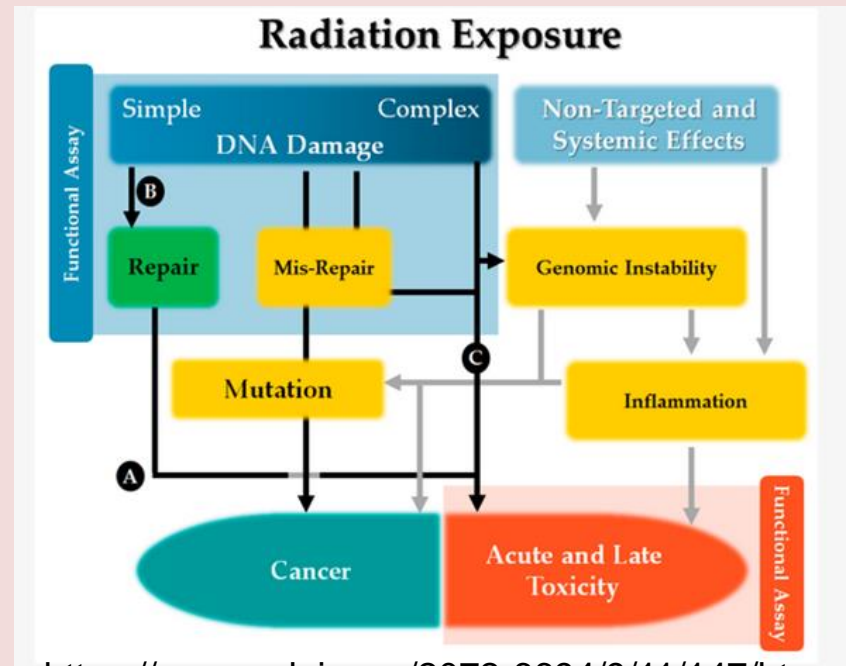 Radiation Exposure
Functional Assay
Simple
Complex
DNA Damage
Non-Targeted and
Systemic Effects
B
Repair
Mis-Repair
Genomic Instability
C
Mutation
Inflammation
A
Cancer
Acute and Late
Toxicity
Functional Assay